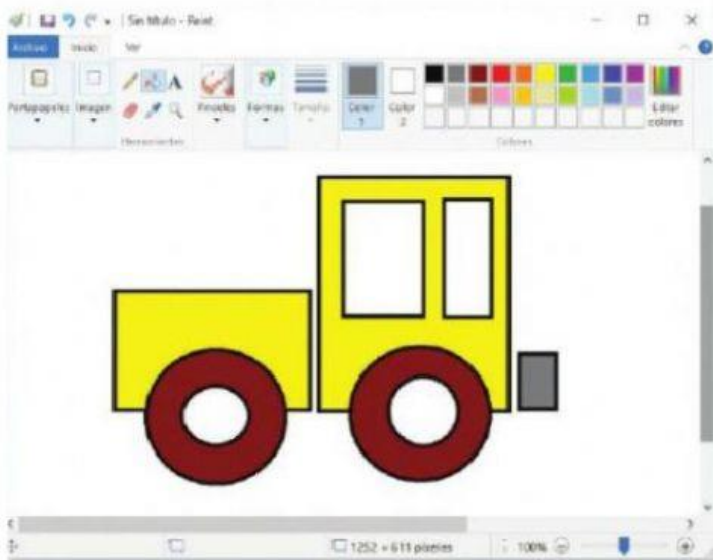 Sin título - Paint
Archivo Inicio Ver
Portapapeles Imagen Pinceles Formas Tamaño Color 1 Color 2 Editar colores
Herramientas Colores
1252 × 611 píxeles 100%